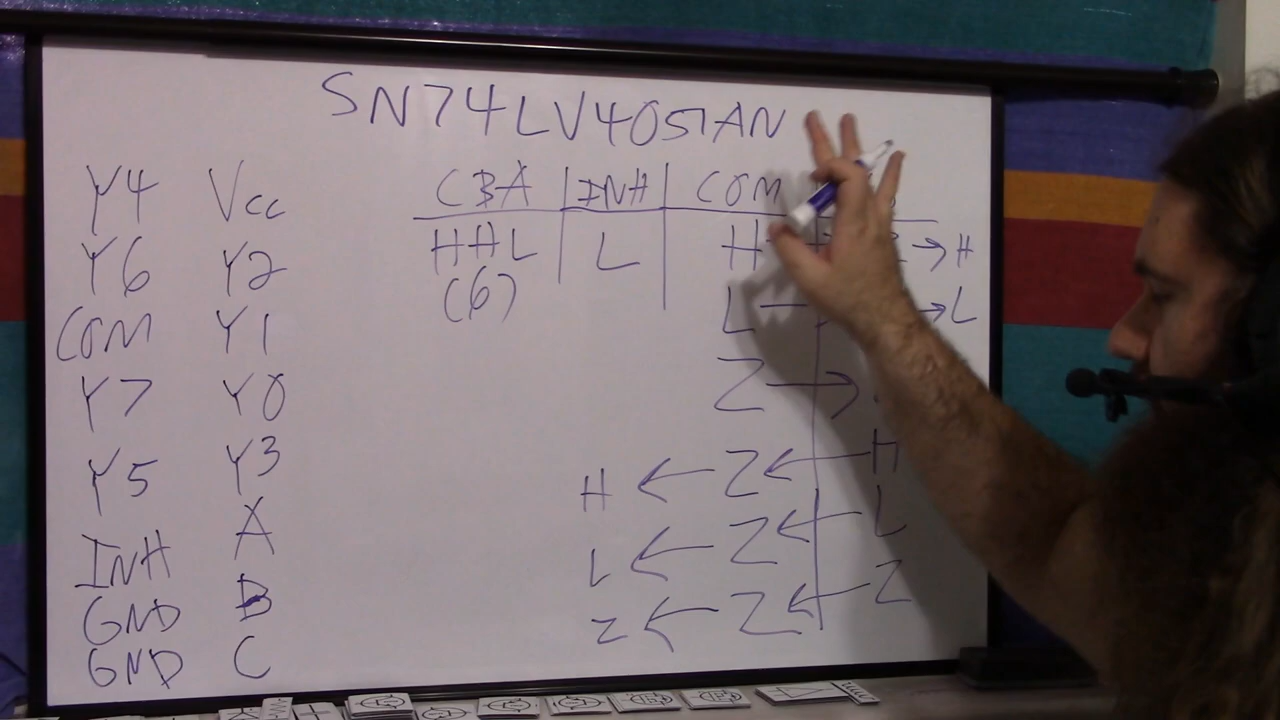 SN74LV4051AN
Y4 Vcc
Y6 Y2
COM Y1
Y7 Y0
Y5 Y3
INH A
GND B
GND C
CBA INH COM
HHL L H → H
(6)
L → L
Z →
H ← Z ← H
L ← Z ← L
Z ← Z ← Z